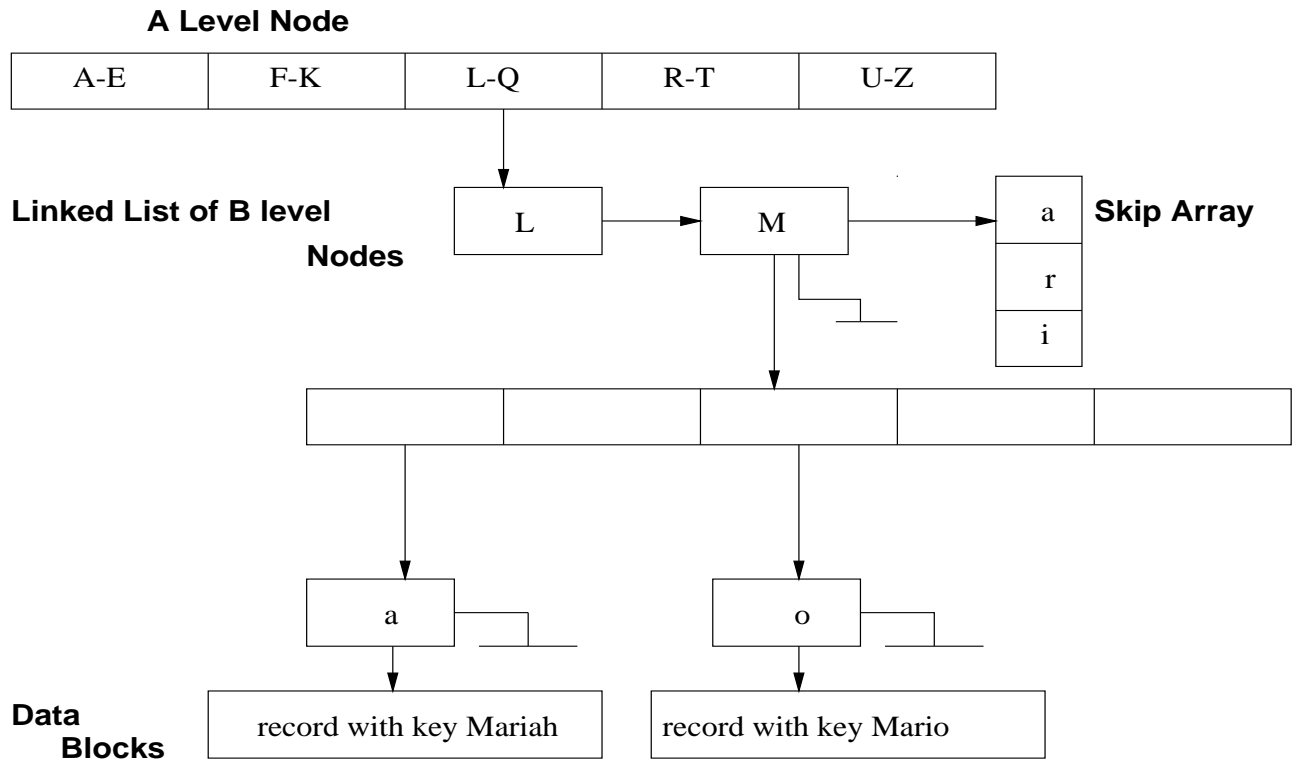 A Level Node
A-E F-K L-Q R-T U-Z
Linked List of B level
Nodes
L
M
a
r
i
Skip Array
a
o
Data
Blocks
record with key Mariah
record with key Mario